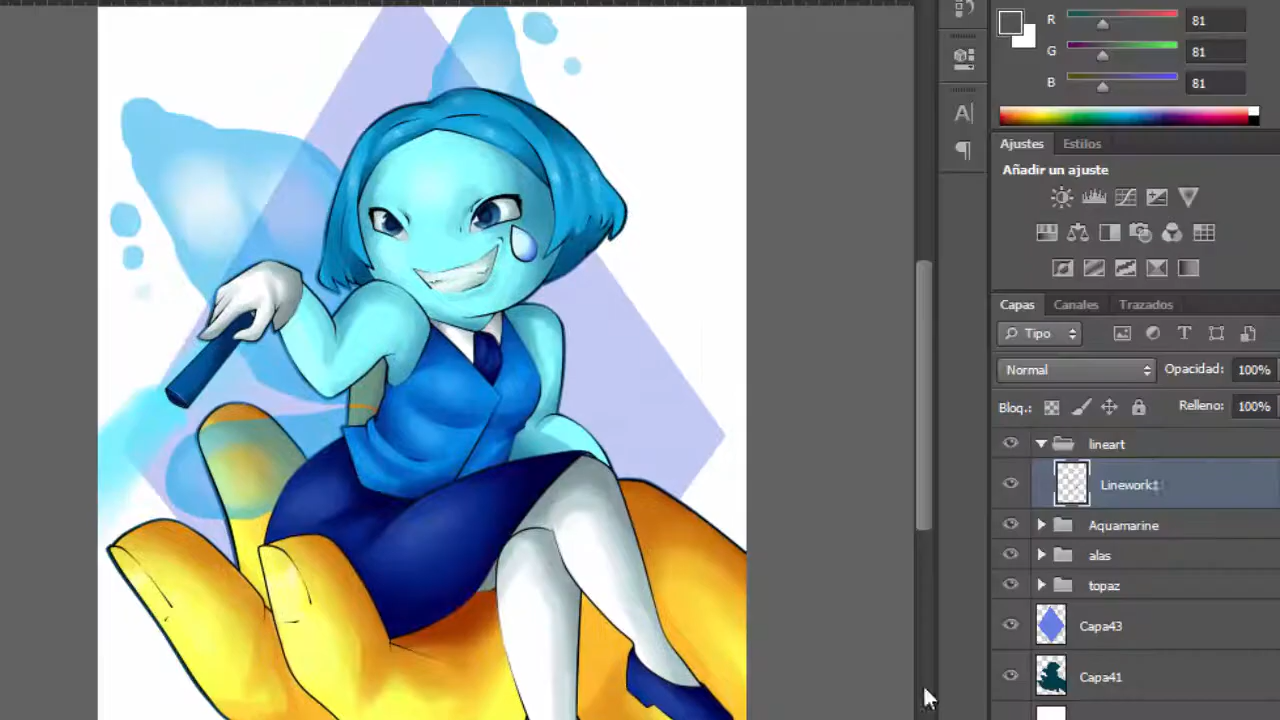 R 81
G 81
B 81
A
Ajustes Estilos
Añadir un ajuste
Capas Canales Trazados
Tipo T
Normal Opacidad: 100%
Bloq.: Relleno: 100%
lineart
Linework
Aquamarine
alas
topaz
Capa43
Capa41